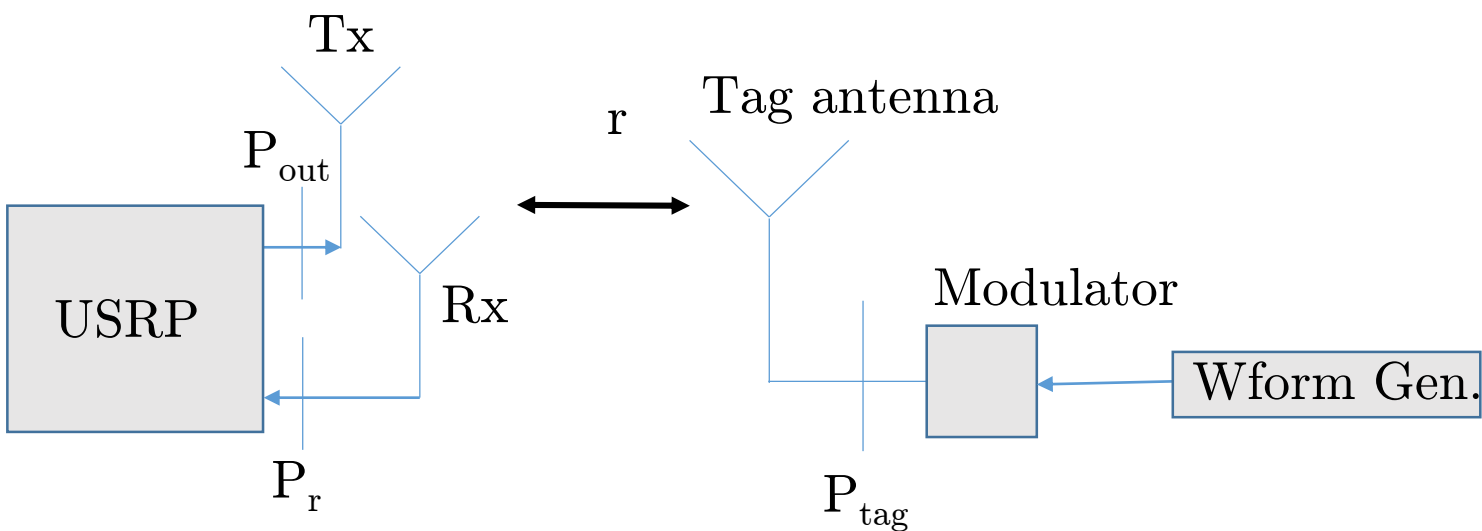 Tx
r
Tag antenna
P_out
Rx
USRP
Modulator
Wform Gen.
P_r
P_tag